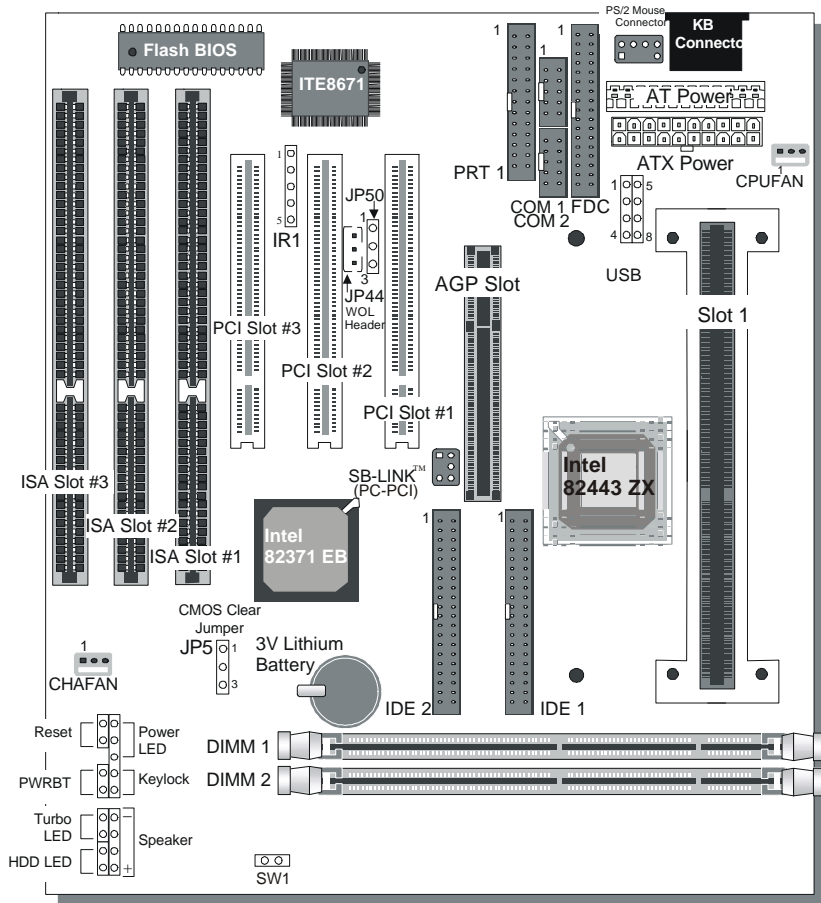 PS/2 Mouse
Connector
KB
Connecto
Flash BIOS
ITE8671
1
1
1
AT Power
ATX Power
1
CPUFAN
PRT 1
COM 1
COM 2
FDC
1
5
4
8
USB
1
5
IR1
JP50
1
3
JP44
WOL
Header
AGP Slot
Slot 1
PCI Slot #3
PCI Slot #2
PCI Slot #1
SB-LINK™
(PC-PCI)
Intel
82443 ZX
ISA Slot #3
ISA Slot #2
ISA Slot #1
Intel
82371 EB
1
1
CMOS Clear
Jumper
JP5
1
3
3V Lithium
Battery
1
CHAFAN
IDE 2
IDE 1
Reset
Power
LED
DIMM 1
PWRBT
Keylock
DIMM 2
Turbo
LED
−
Speaker
HDD LED
+
SW1